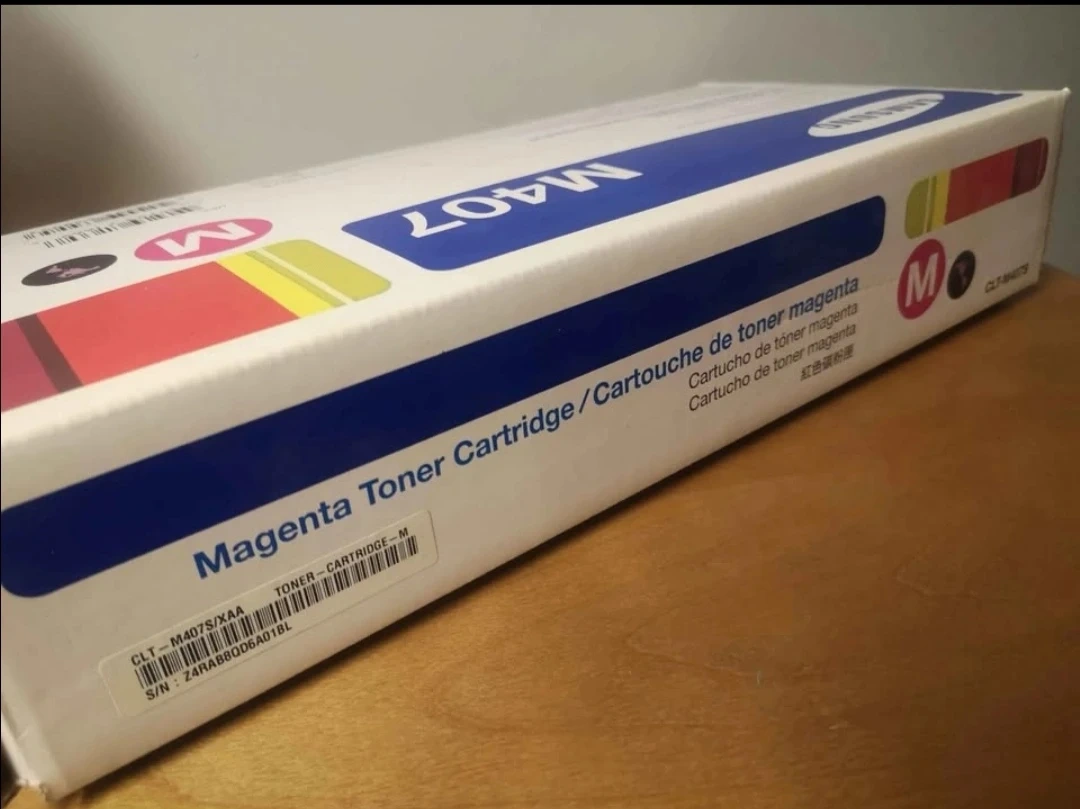 SAMSUNG
M407
M
M
CLT-M407S
Magenta Toner Cartridge / Cartouche de toner magenta
Cartucho de tóner magenta
Cartucho de toner magenta
紅色碳粉匣
CLT-M407S/XAA TONER-CARTRIDGE-M
S/N : Z4RAB8QD6A01BL